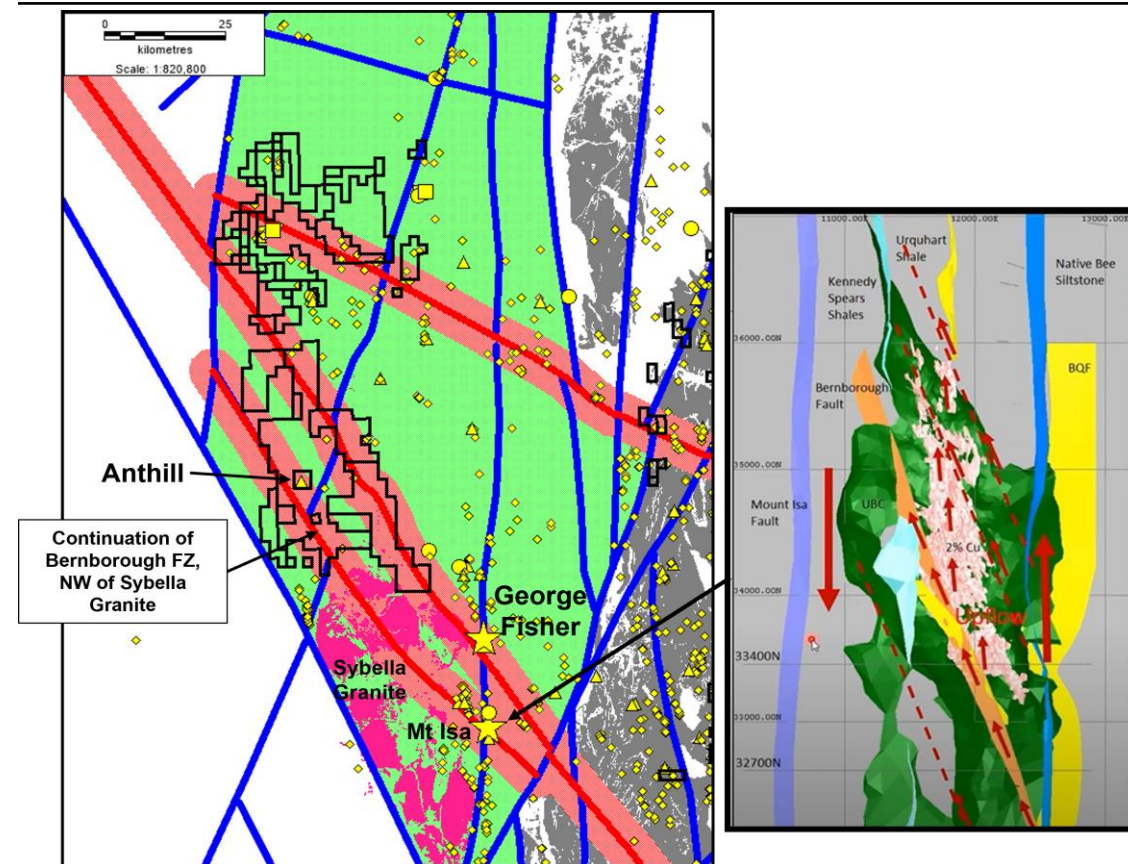 0 25
kilometres
Scale: 1:820,800
Anthill
Continuation of
Bernborough FZ,
NW of Sybella
Granite
George
Fisher
Sybella
Granite
Mt Isa
11000.00E 12000.00E 13000.00E
Urquhart
Shale
Native Bee
Siltstone
Kennedy
Spears
Shales
36000.00N
Bernborough
Fault
BQF
35000.00N
Mount Isa
Fault
UBC
2% Cu
34000.00N
Upflow
33400N
33000.00N
32700N